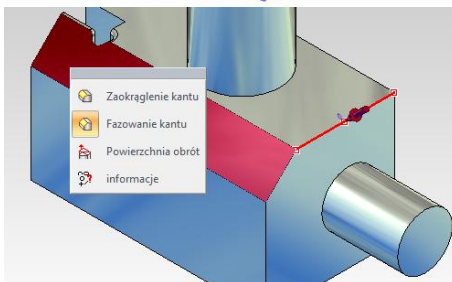 Zaokrąglenie kantu
Fazowanie kantu
Powierzchnia obrót
informacje